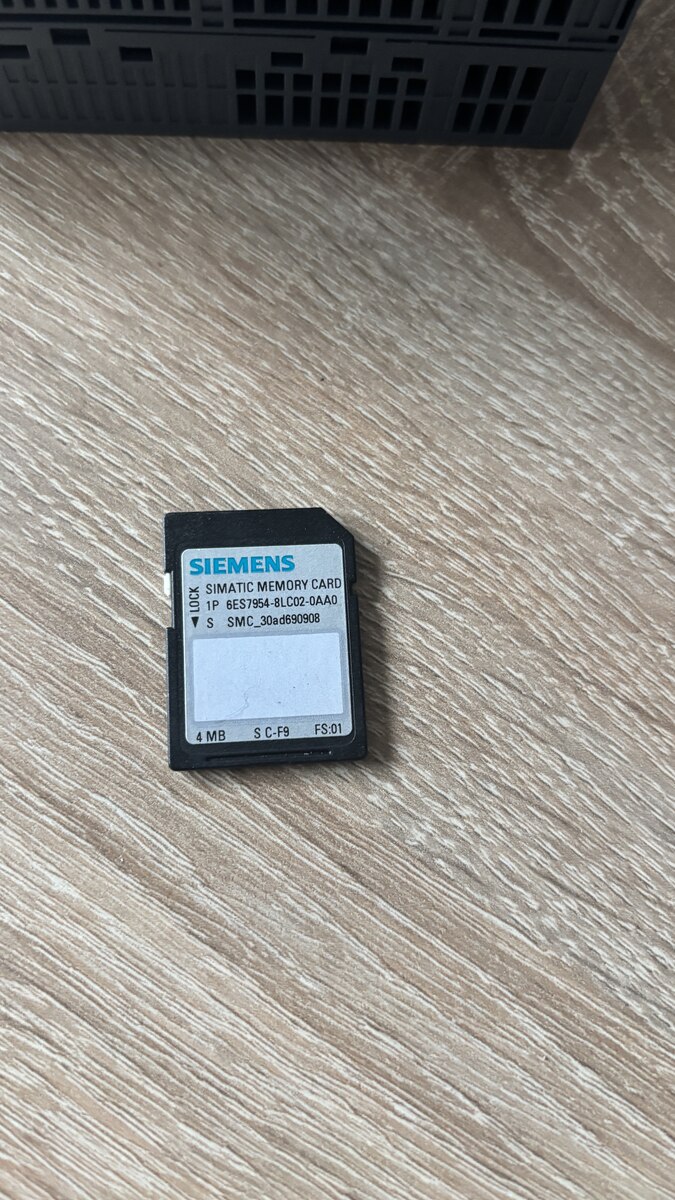 SIEMENS
SIMATIC MEMORY CARD
1P 6ES7954-8LC02-0AA0
S SMC_30ad690908
LOCK
4 MB S C-F9 FS:01